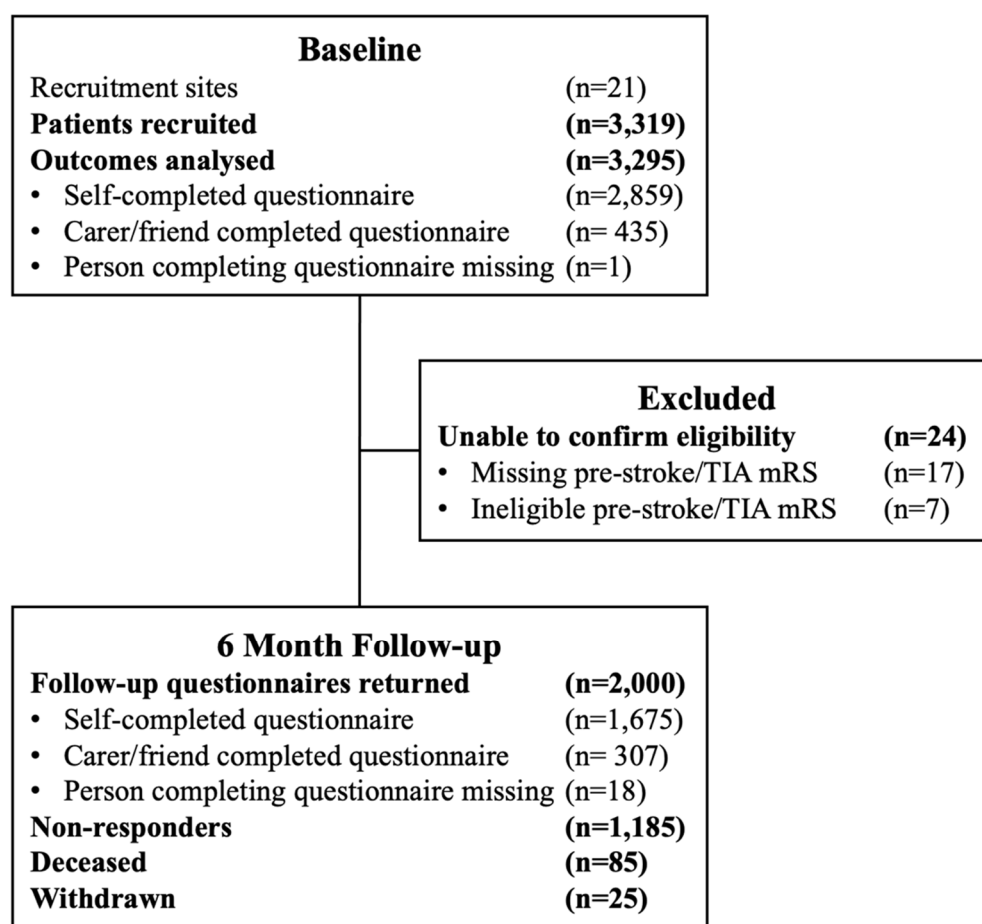 Baseline
Recruitment sites (n=21)
Patients recruited (n=3,319)
Outcomes analysed (n=3,295)
• Self-completed questionnaire (n=2,859)
• Carer/friend completed questionnaire (n= 435)
• Person completing questionnaire missing (n=1)
Excluded
Unable to confirm eligibility (n=24)
• Missing pre-stroke/TIA mRS (n=17)
• Ineligible pre-stroke/TIA mRS (n=7)
6 Month Follow-up
Follow-up questionnaires returned (n=2,000)
• Self-completed questionnaire (n=1,675)
• Carer/friend completed questionnaire (n= 307)
• Person completing questionnaire missing (n=18)
Non-responders (n=1,185)
Deceased (n=85)
Withdrawn (n=25)